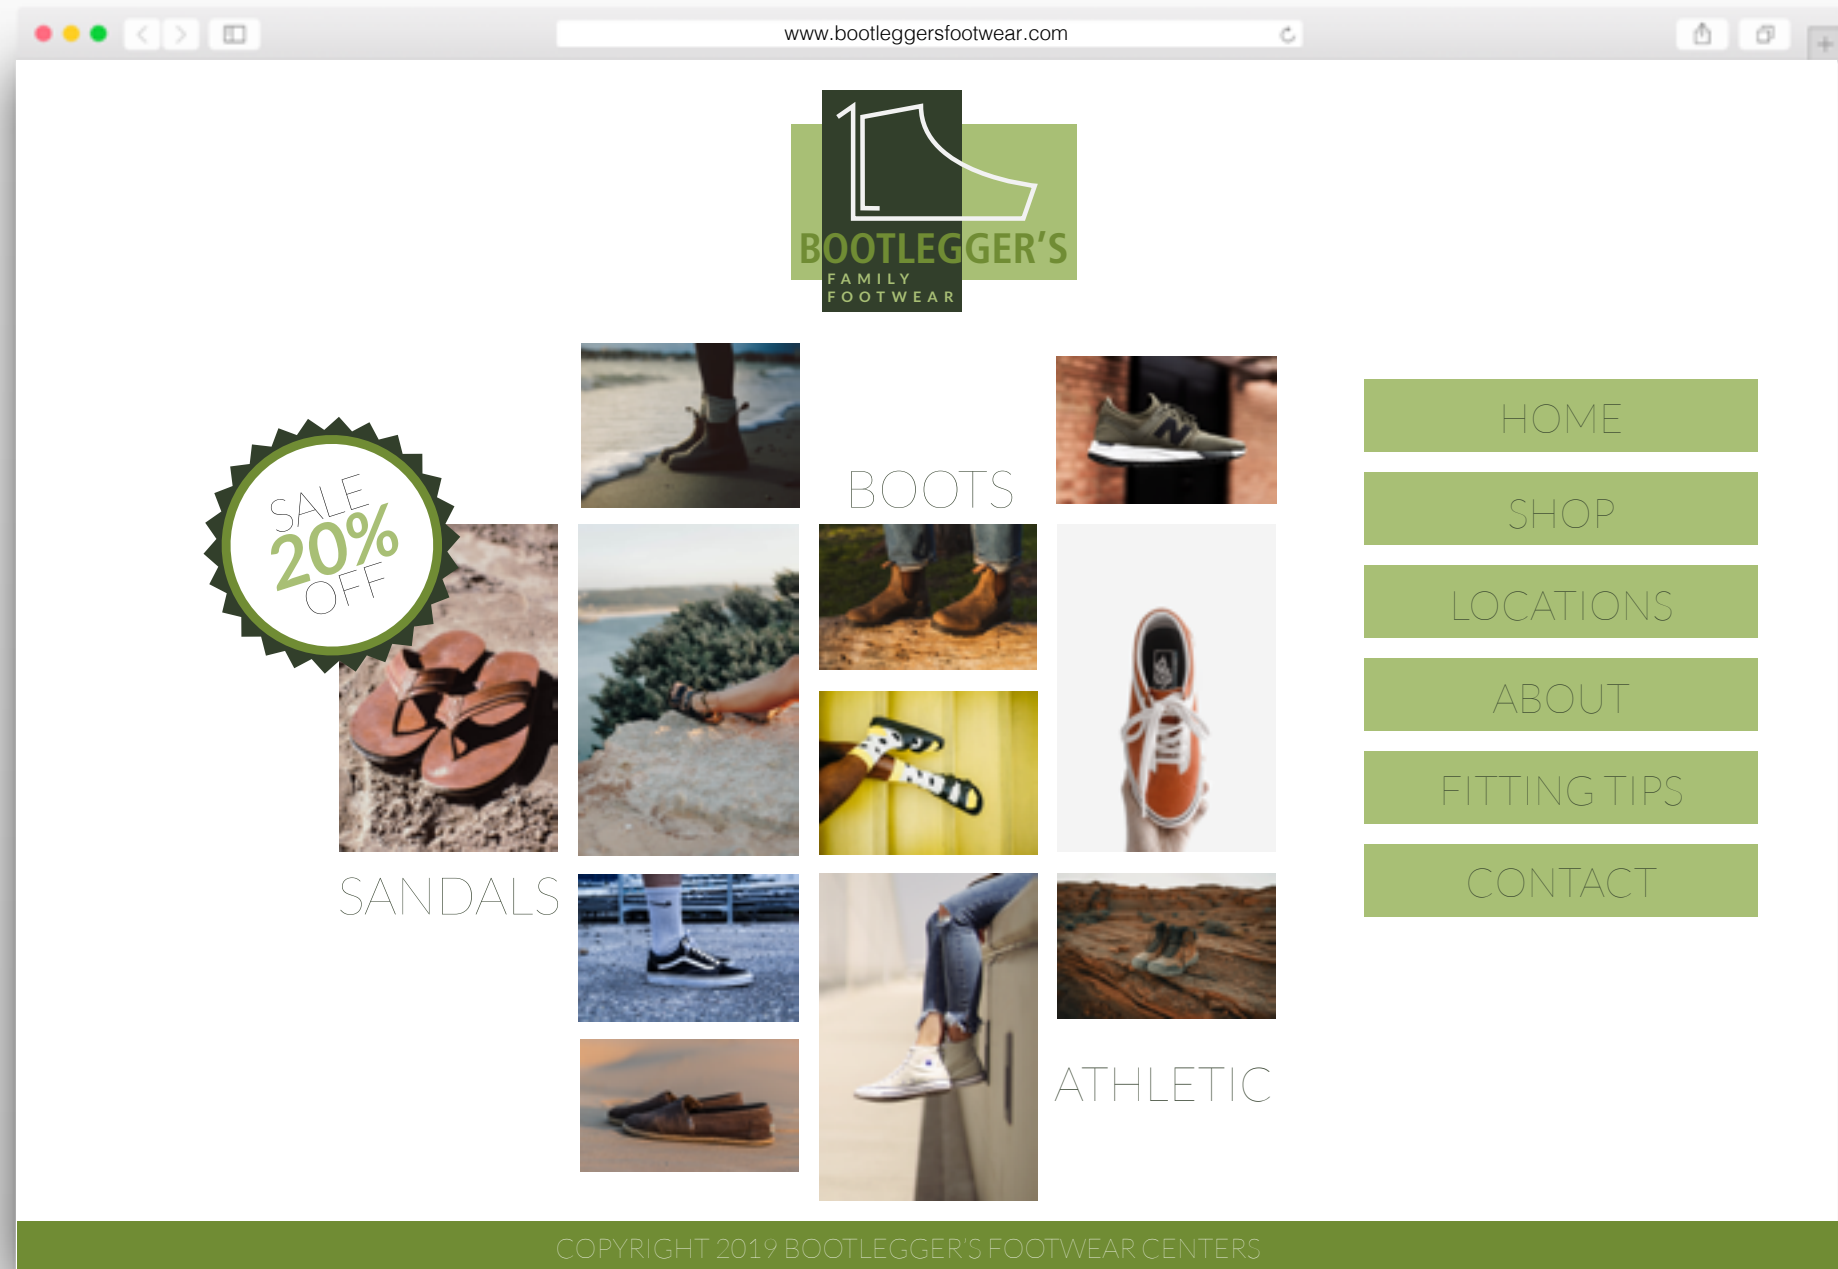 www.bootleggersfootwear.com
BOOTLEGGER'S
FAMILY
FOOTWEAR
BOOTS
SALE
20%
OFF
SANDALS
ATHLETIC
HOME
SHOP
LOCATIONS
ABOUT
FITTING TIPS
CONTACT
COPYRIGHT 2019 BOOTLEGGER'S FOOTWEAR CENTERS